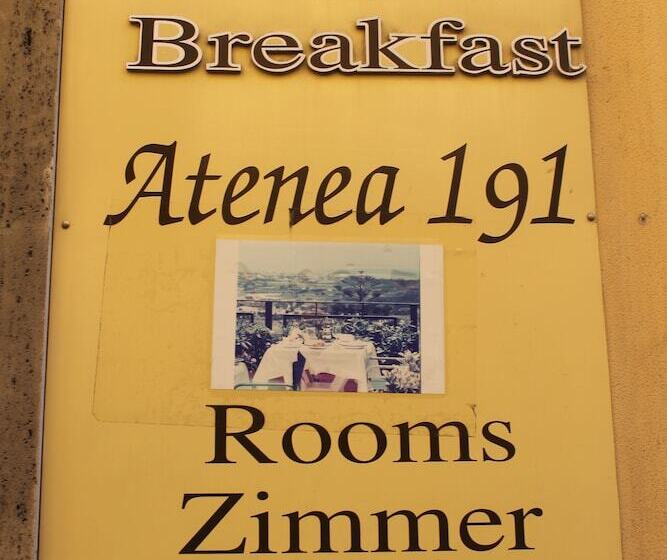 Breakfast
Atenea 191
Rooms
Zimmer